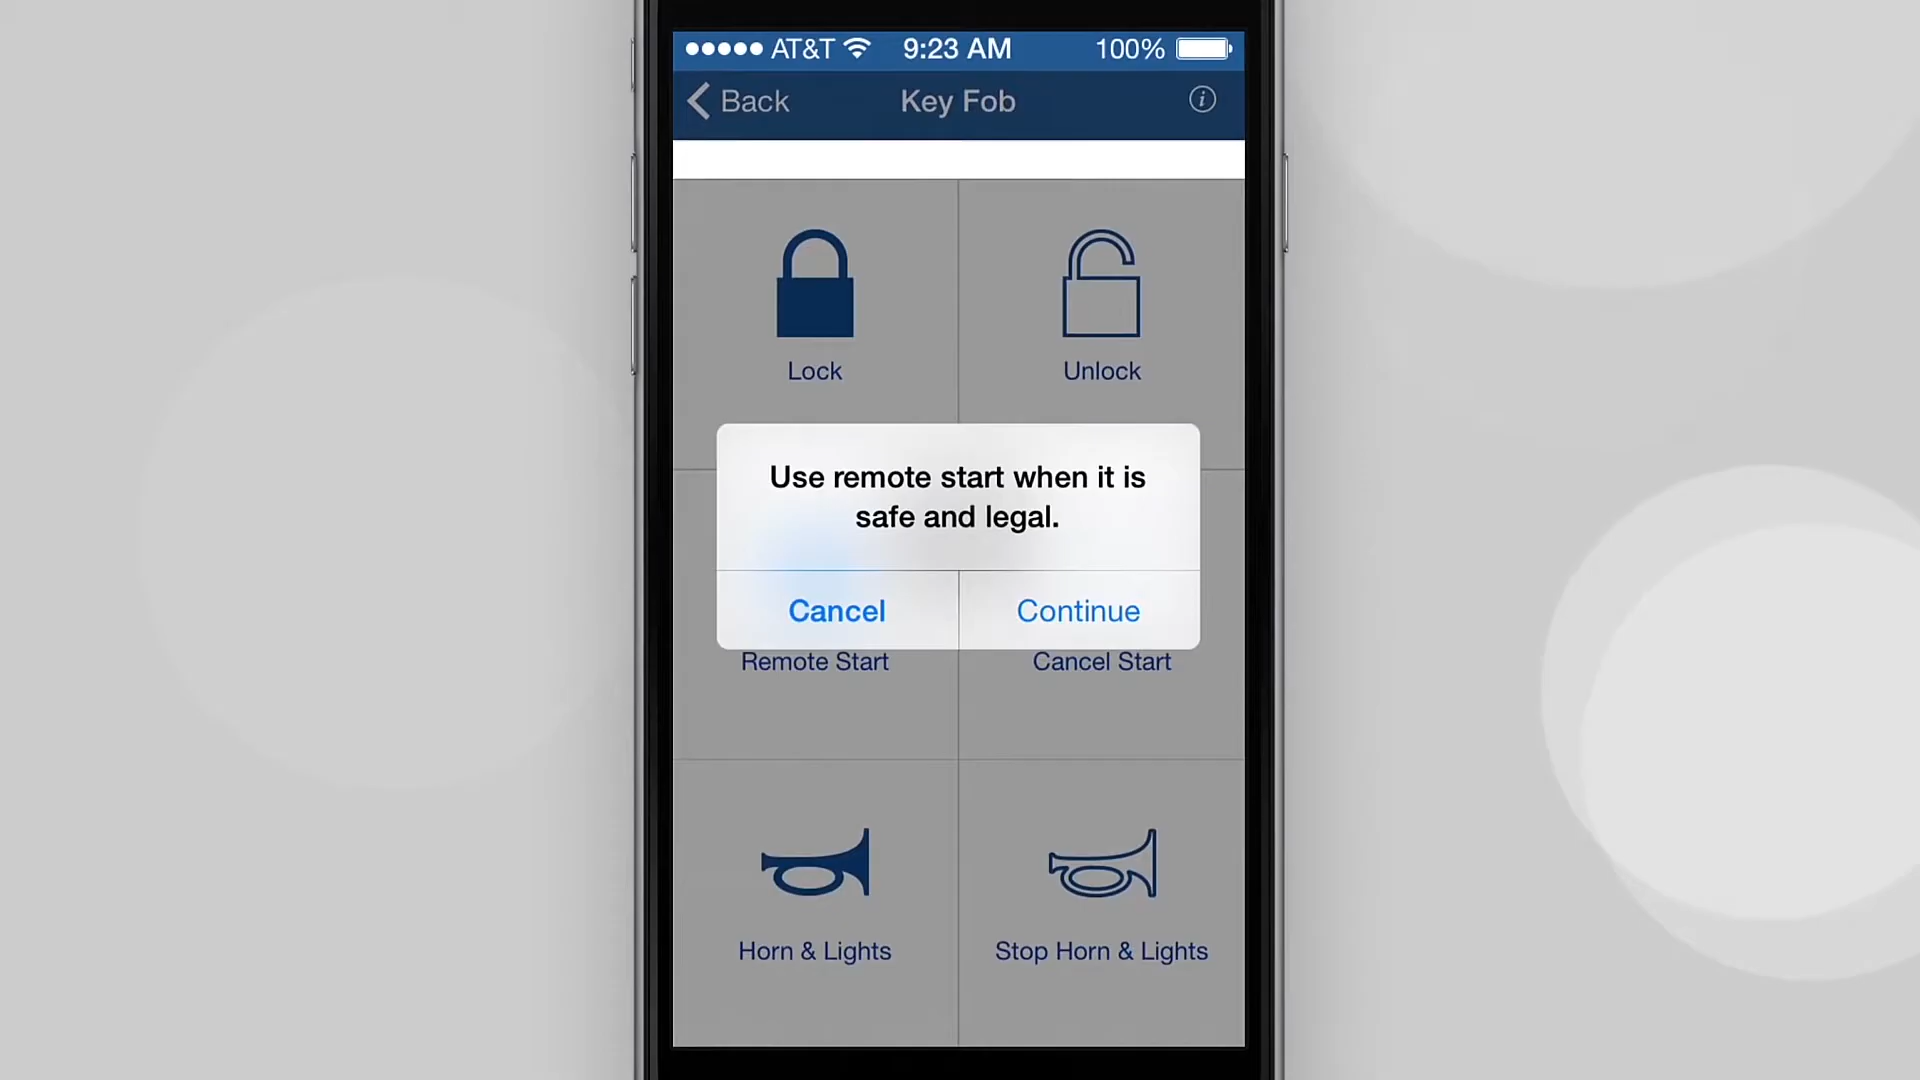 AT&T 9:23 AM 100%
Back Key Fob
Lock Unlock
Use remote start when it is
safe and legal.
Cancel Continue
Remote Start Cancel Start
Horn & Lights Stop Horn & Lights